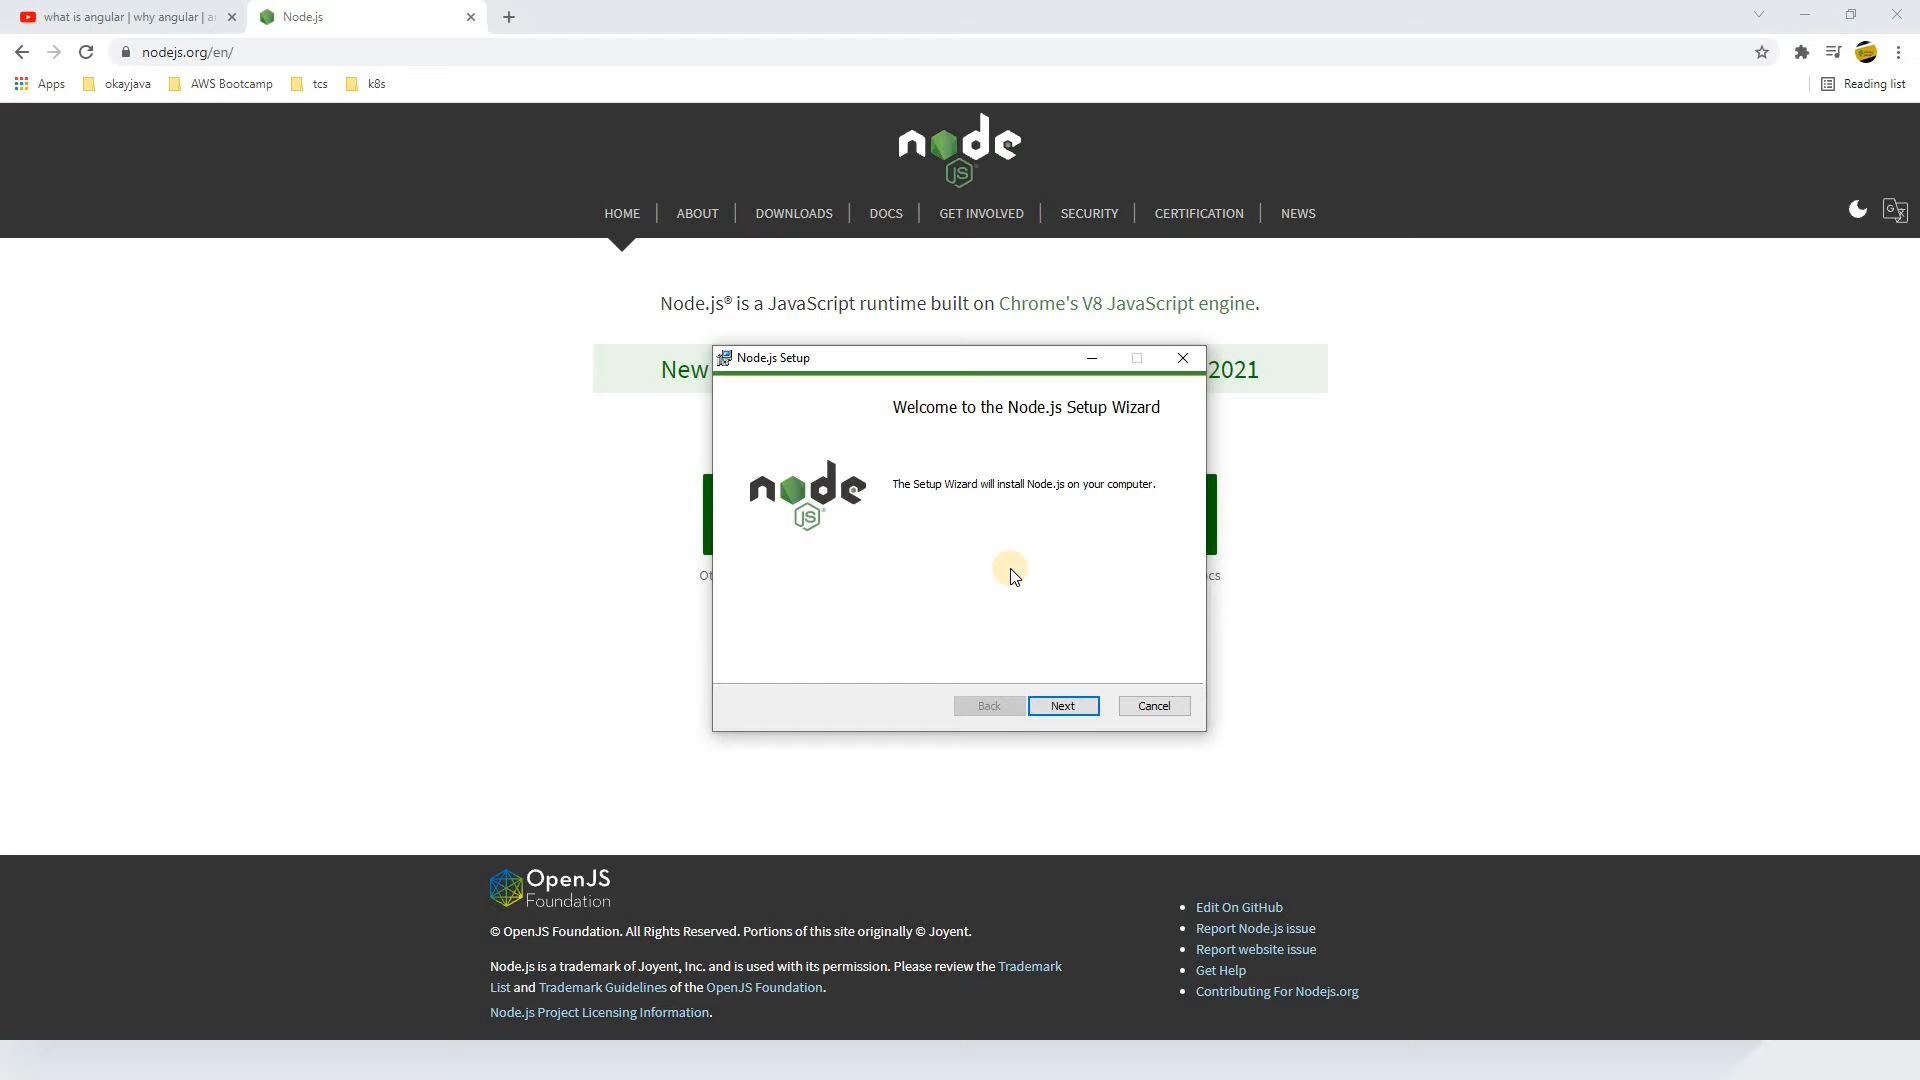 what is angular | why angular | a
Node.js
nodejs.org/en/
Apps
okayjava
AWS Bootcamp
tcs
k8s
Reading list
node
JS
HOME
ABOUT
DOWNLOADS
DOCS
GET INVOLVED
SECURITY
CERTIFICATION
NEWS
Node.js® is a JavaScript runtime built on Chrome's V8 JavaScript engine.
New
2021
Node.js Setup
Welcome to the Node.js Setup Wizard
node
JS
The Setup Wizard will install Node.js on your computer.
Back
Next
Cancel
OpenJS
Foundation
© OpenJS Foundation. All Rights Reserved. Portions of this site originally © Joyent.
Node.js is a trademark of Joyent, Inc. and is used with its permission. Please review the Trademark
List and Trademark Guidelines of the OpenJS Foundation.
Node.js Project Licensing Information.
Edit On GitHub
Report Node.js issue
Report website issue
Get Help
Contributing For Nodejs.org